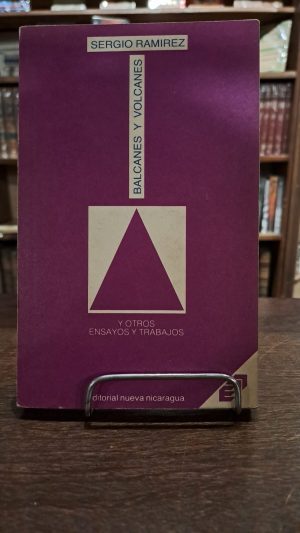 SERGIO RAMIREZ
BALCANES Y VOLCANES
Y OTROS
ENSAYOS Y TRABAJOS
ditorial nueva nicaragua